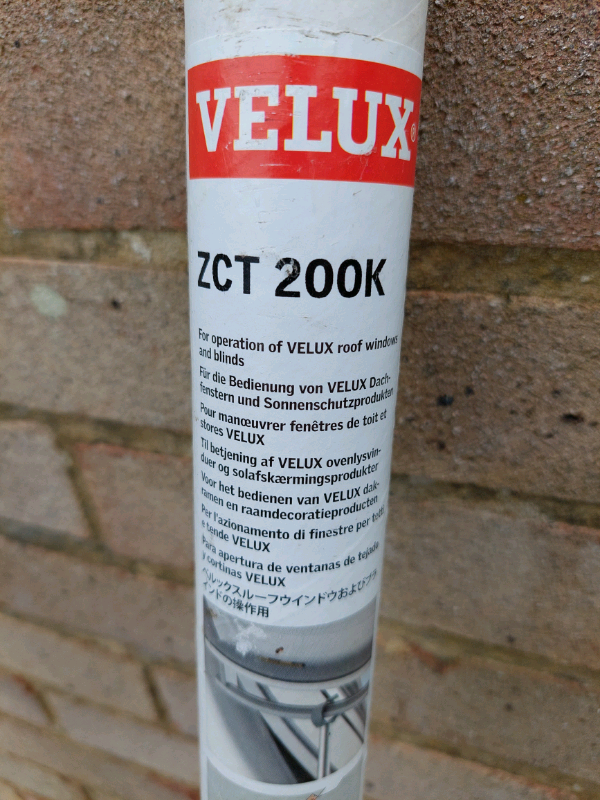 VELUX®
ZCT 200K
For operation of VELUX roof windows
and blinds
Für die Bedienung von VELUX Dach-
fenstern und Sonnenschutzprodukten
Pour manœuvrer fenêtres de toit et
stores VELUX
Til betjening af VELUX ovenlysvin-
duer og solafskærmingsprodukter
Voor het bedienen van VELUX dak-
ramen en raamdecoratieproducten
Per l'azionamento di finestre per tetti
e tende VELUX
Para apertura de ventanas de tejado
y cortinas VELUX
ベルックスルーフウインドウおよびブラ
インドの操作用